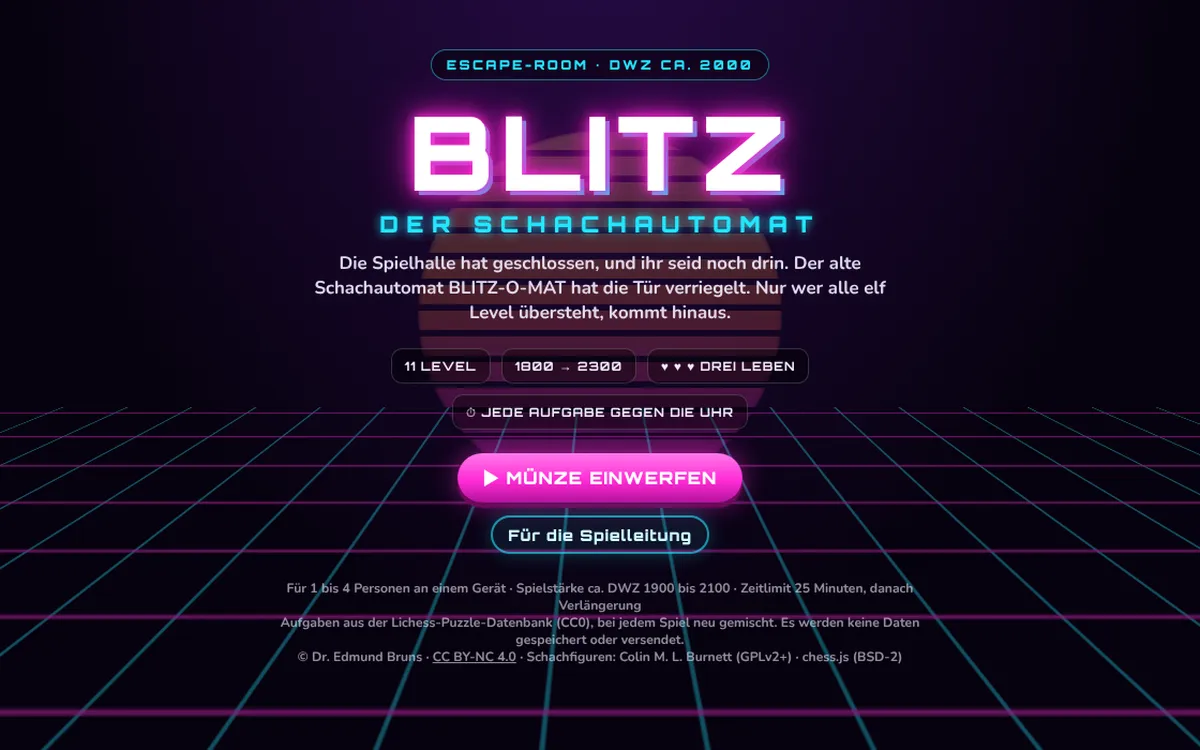 ESCAPE-ROOM · DWZ CA. 2000
BLITZ
DER SCHACHAUTOMAT
Die Spielhalle hat geschlossen, und ihr seid noch drin. Der alte
Schachautomat BLITZ-O-MAT hat die Tür verriegelt. Nur wer alle elf
Level übersteht, kommt hinaus.
11 LEVEL
1800 → 2300
♥ ♥ ♥ DREI LEBEN
⏱ JEDE AUFGABE GEGEN DIE UHR
▶ MÜNZE EINWERFEN
Für die Spielleitung
Für 1 bis 4 Personen an einem Gerät · Spielstärke ca. DWZ 1900 bis 2100 · Zeitlimit 25 Minuten, danach
Verlängerung
Aufgaben aus der Lichess-Puzzle-Datenbank (CC0), bei jedem Spiel neu gemischt. Es werden keine Daten
gespeichert oder versendet.
© Dr. Edmund Bruns · CC BY-NC 4.0 · Schachfiguren: Colin M. L. Burnett (GPLv2+) · chess.js (BSD-2)